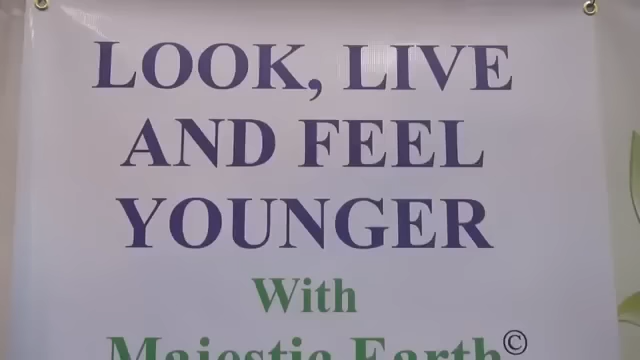 LOOK, LIVE
AND FEEL
YOUNGER
With
Majestic Earth©